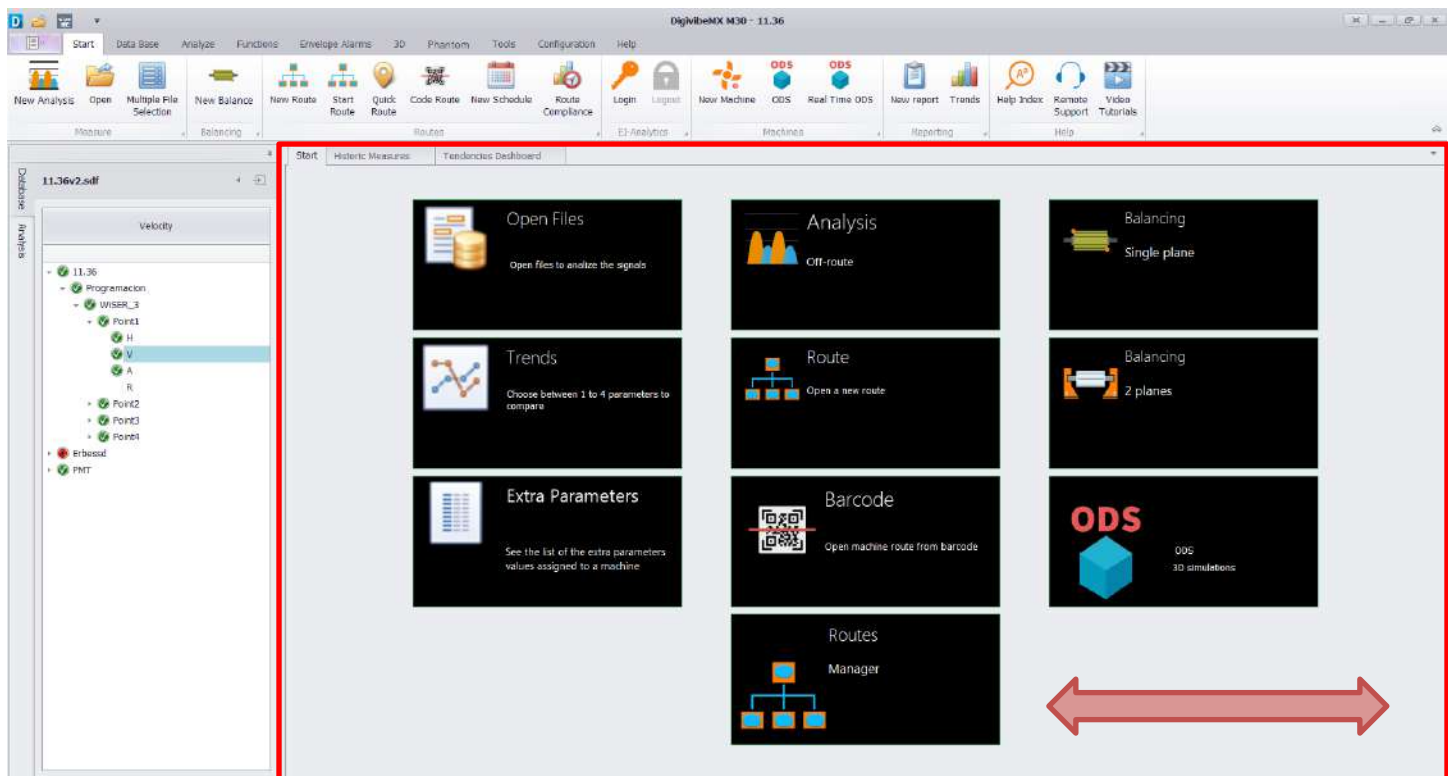 DigivibeMX M30 - 11.36
Start Data Base Analyze Functions Envelope Alarms 3D Phantom Tools Configuration Help
New Analysis Open Multiple File Selection New Balance New Route Start Route Quick Route Code Route New Schedule Route Compliance Login Logout New Machine ODS ODS ODS Real Time ODS New report Trends Help Index Remote Support Video Tutorials
Measure Balancing Routes EI-Analytics Machines Reporting Help
Database
Analysis
11.36v2.sdf
Velocity
11.36
Programacion
WISER_3
Point1
H
V
A
R
Point2
Point3
Point4
Erbessd
PMT
Start Historic Measures Tendencies Dashboard
Open Files
Open files to analize the signals
Analysis
Off-route
Balancing
Single plane
Trends
Choose between 1 to 4 parameters to
compare
Route
Open a new route
Balancing
2 planes
Extra Parameters
See the list of the extra parameters
values assigned to a machine
Barcode
Open machine route from barcode
ODS
ODS
3D simulations
Routes
Manager